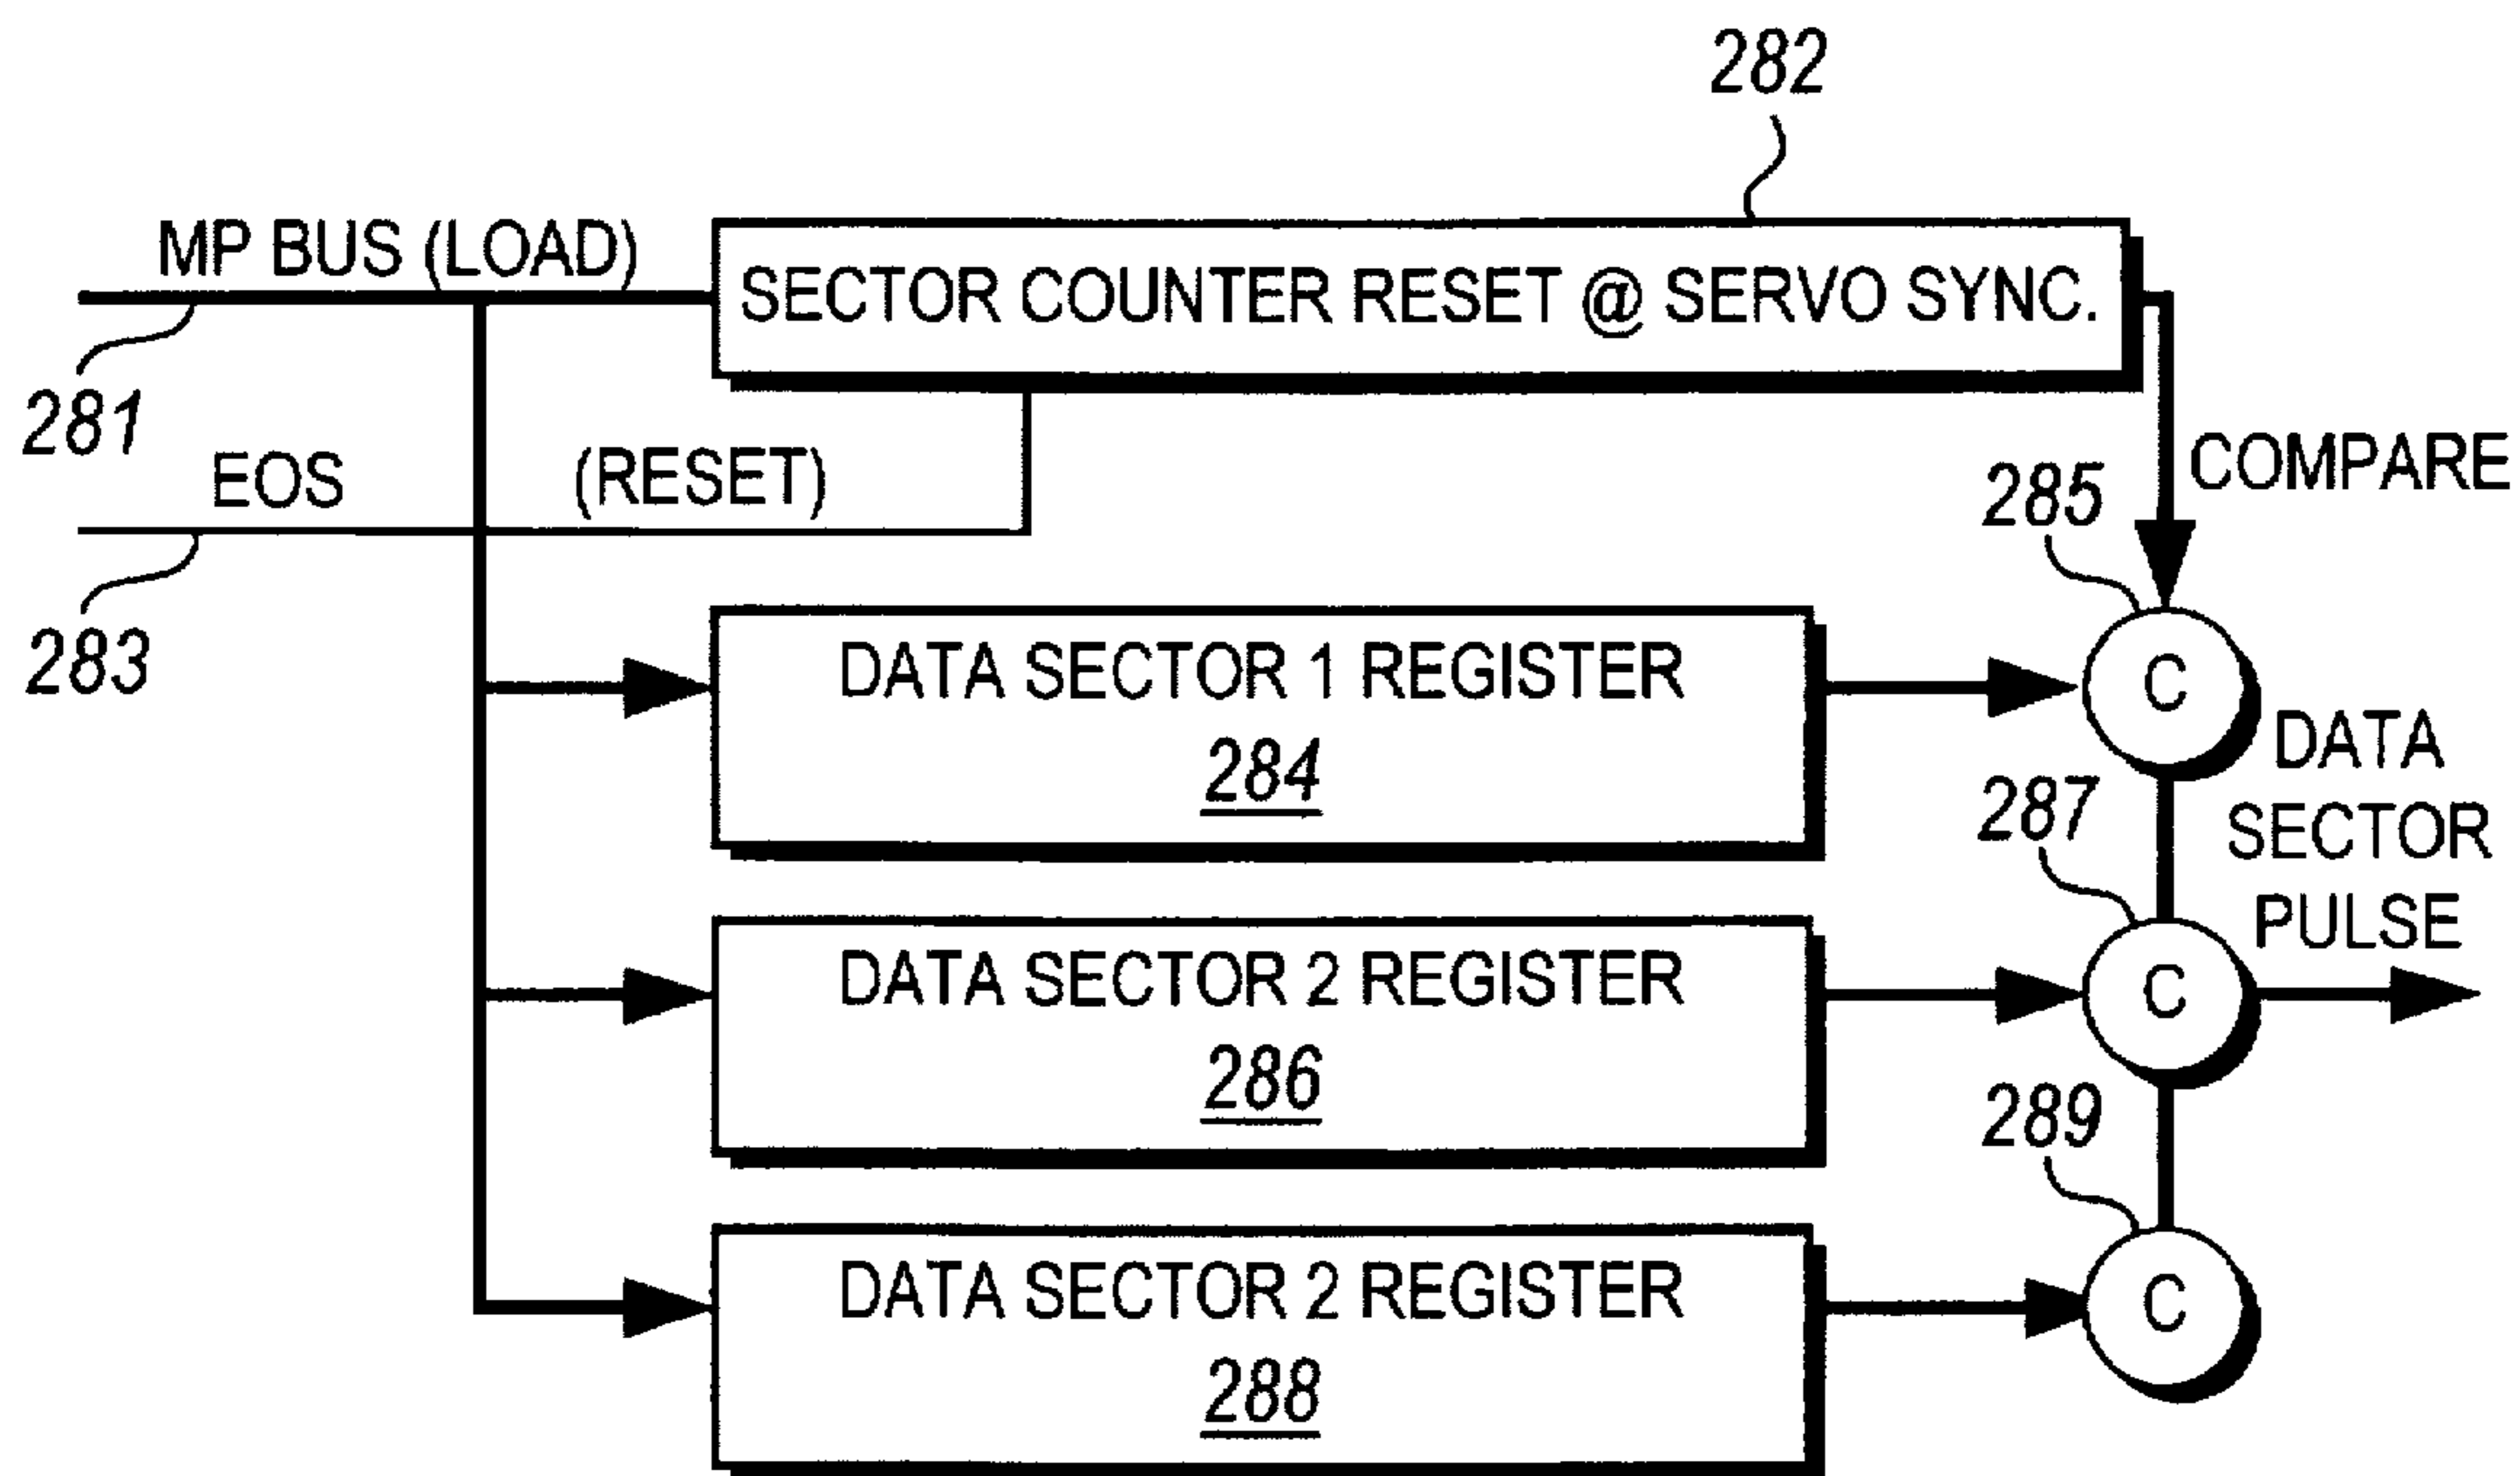 282
MP BUS (LOAD)
SECTOR COUNTER RESET @ SERVO SYNC.
281
EOS
(RESET)
COMPARE
285
283
DATA SECTOR 1 REGISTER
284
C
DATA
SECTOR
PULSE
287
DATA SECTOR 2 REGISTER
286
C
289
DATA SECTOR 2 REGISTER
288
C